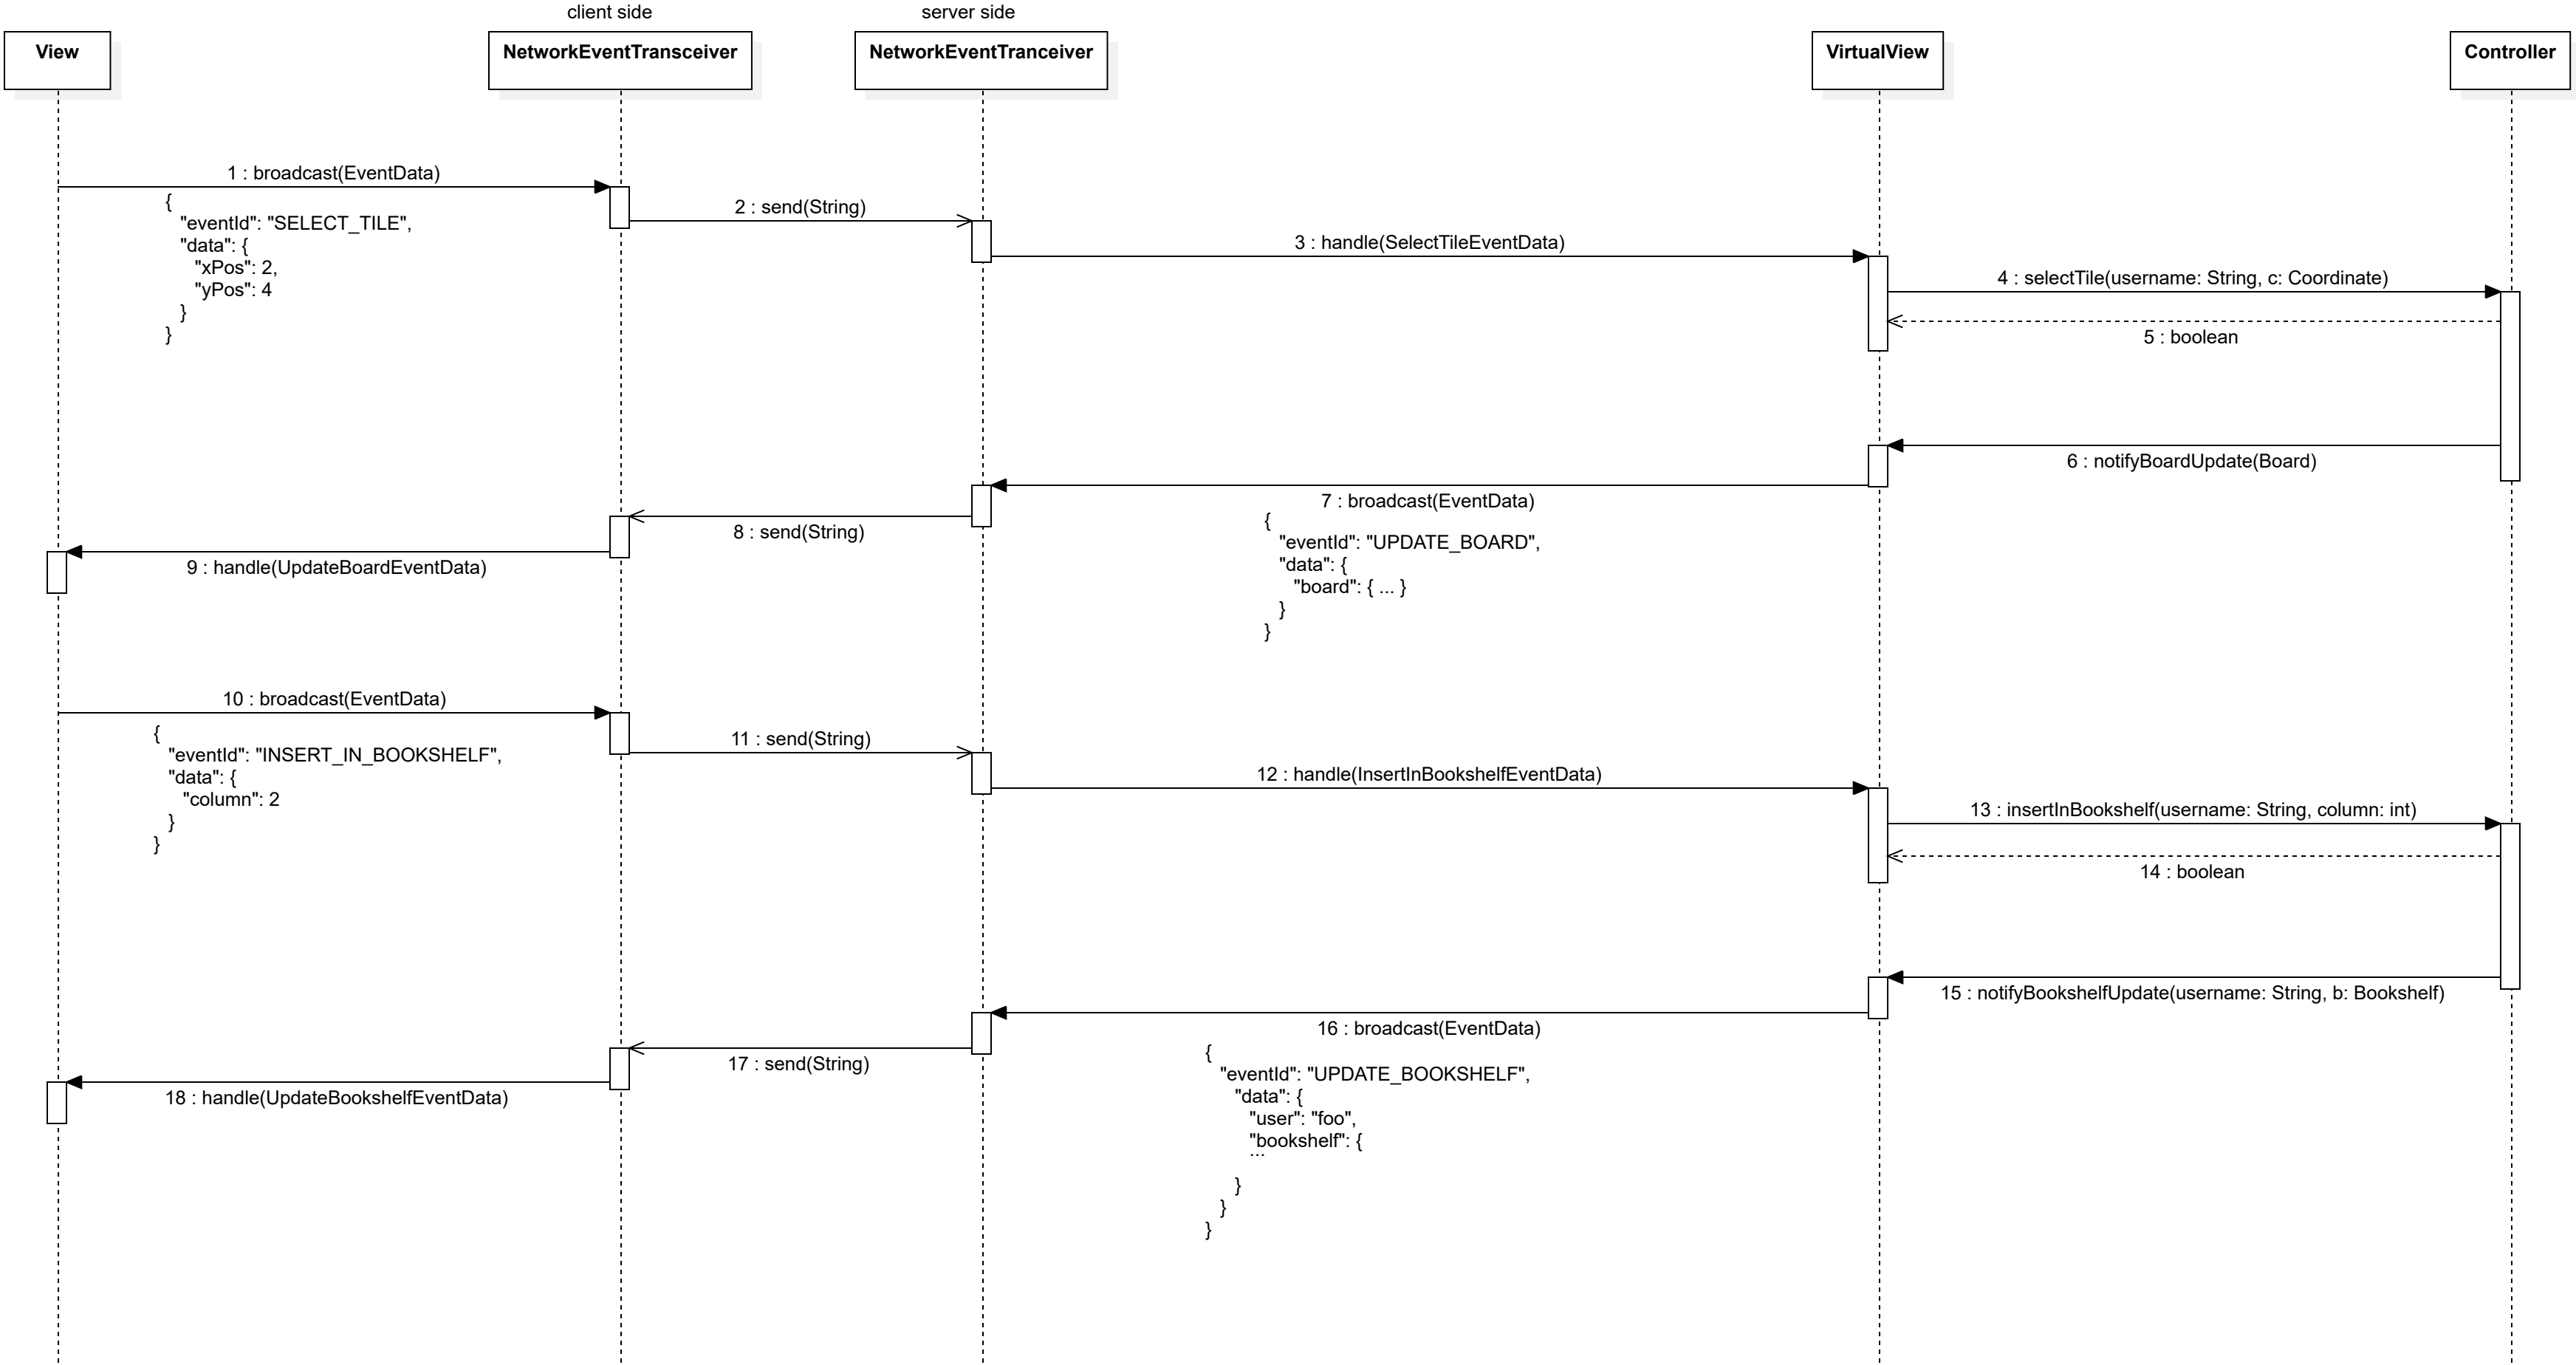 client side
server side
View
NetworkEventTransceiver
NetworkEventTranceiver
VirtualView
Controller
1 : broadcast(EventData)
{
"eventId": "SELECT_TILE",
"data": {
"xPos": 2,
"yPos": 4
}
}
2 : send(String)
3 : handle(SelectTileEventData)
4 : selectTile(username: String, c: Coordinate)
5 : boolean
6 : notifyBoardUpdate(Board)
7 : broadcast(EventData)
{
"eventId": "UPDATE_BOARD",
"data": {
"board": { ... }
}
}
8 : send(String)
9 : handle(UpdateBoardEventData)
10 : broadcast(EventData)
{
"eventId": "INSERT_IN_BOOKSHELF",
"data": {
"column": 2
}
}
11 : send(String)
12 : handle(InsertInBookshelfEventData)
13 : insertInBookshelf(username: String, column: int)
14 : boolean
15 : notifyBookshelfUpdate(username: String, b: Bookshelf)
16 : broadcast(EventData)
{
"eventId": "UPDATE_BOOKSHELF",
"data": {
"user": "foo",
"bookshelf": {
...
}
}
}
17 : send(String)
18 : handle(UpdateBookshelfEventData)